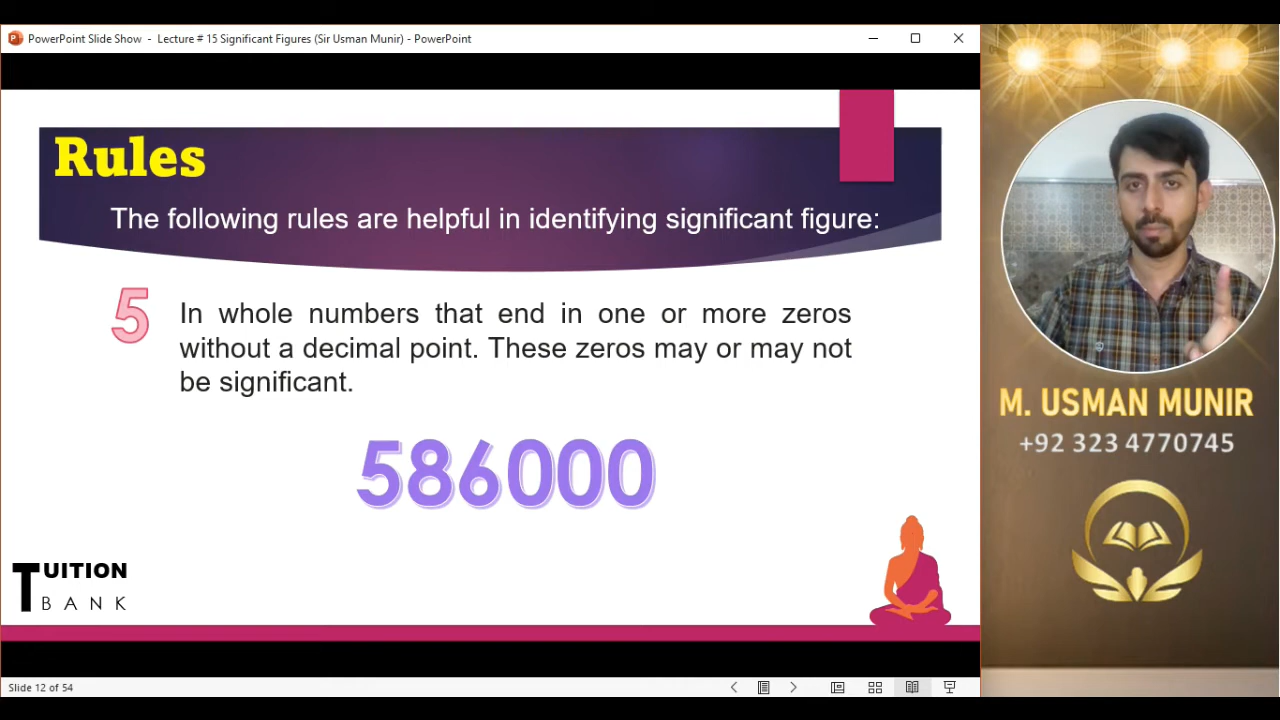 PowerPoint Slide Show - Lecture # 15 Significant Figures (Sir Usman Munir) - PowerPoint
Rules
The following rules are helpful in identifying significant figure:
5
In whole numbers that end in one or more zeros
without a decimal point. These zeros may or may not
be significant.
586000
TUITION
BANK
M. USMAN MUNIR
+92 323 4770745
Slide 12 of 54